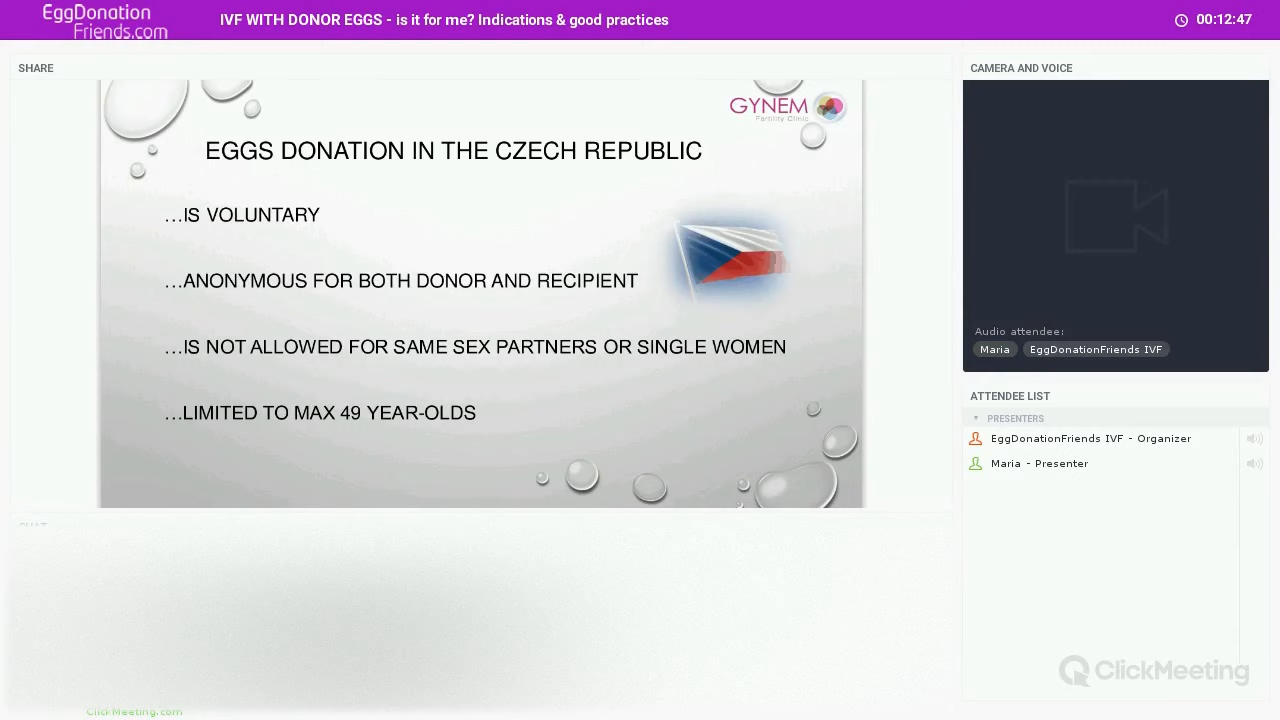 EggDonation
Friends.com
IVF WITH DONOR EGGS - is it for me? Indications & good practices
00:12:47
SHARE
GYNEM
Fertility Clinic
EGGS DONATION IN THE CZECH REPUBLIC
...IS VOLUNTARY
...ANONYMOUS FOR BOTH DONOR AND RECIPIENT
...IS NOT ALLOWED FOR SAME SEX PARTNERS OR SINGLE WOMEN
...LIMITED TO MAX 49 YEAR-OLDS
CHAT
ClickMeeting.com
CAMERA AND VOICE
Audio attendee:
Maria
EggDonationFriends IVF
ATTENDEE LIST
PRESENTERS
EggDonationFriends IVF - Organizer
Maria - Presenter
ClickMeeting